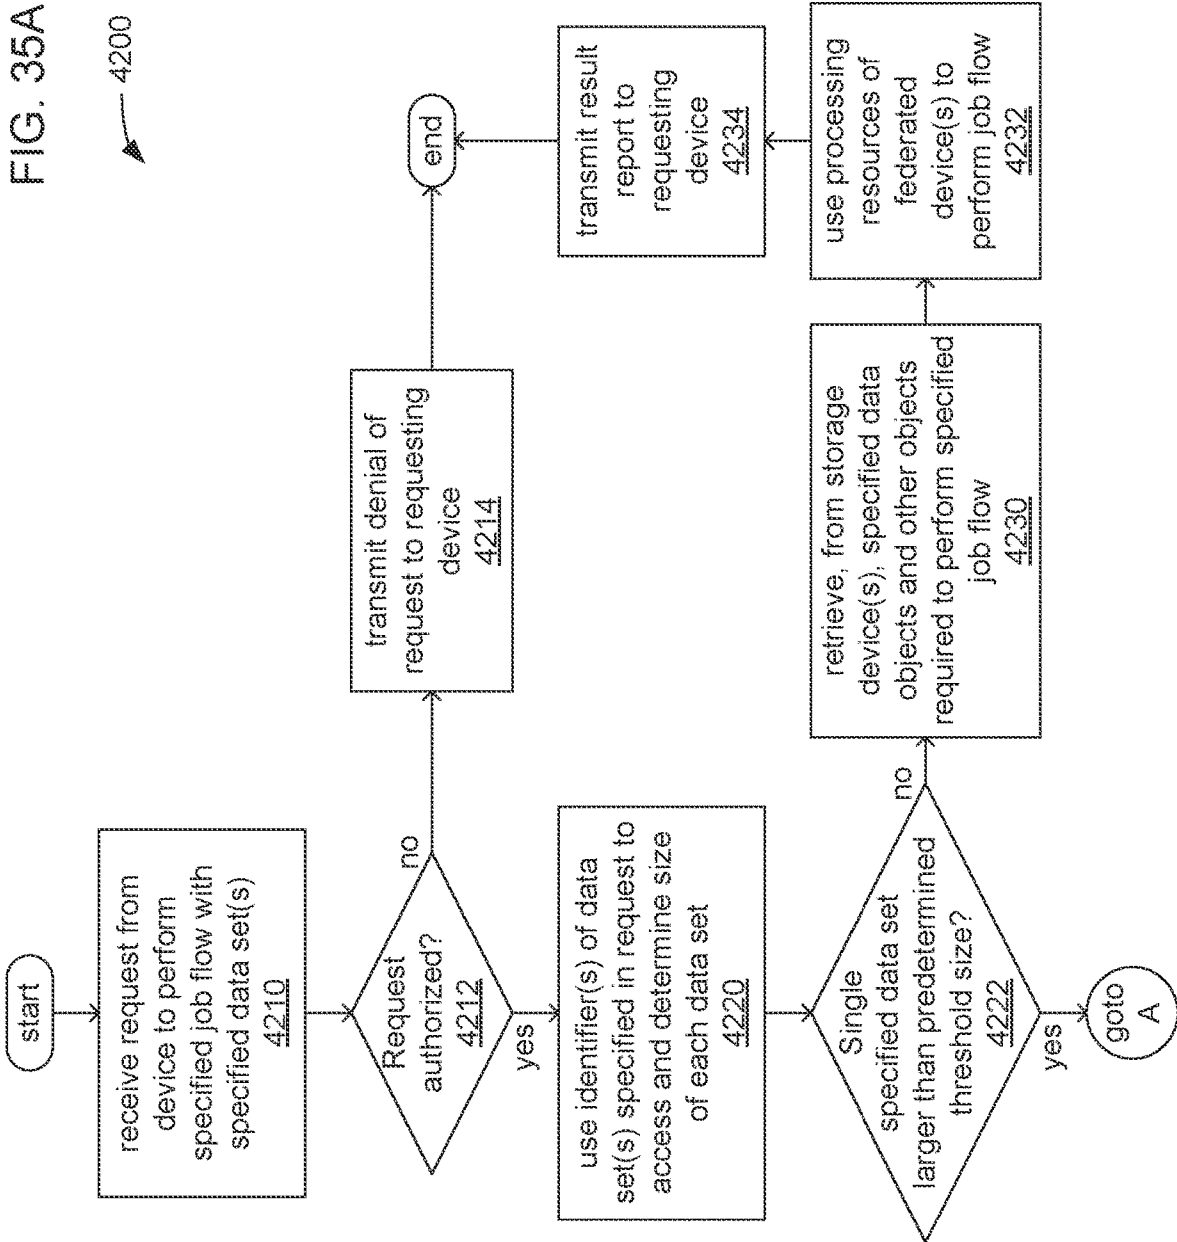 FIG. 35A
4200
start
receive request from
device to perform
specified job flow with
specified data set(s)
4210
Request
authorized?
4212
no
yes
transmit denial of
request to requesting
device
4214
end
use identifier(s) of data
set(s) specified in request to
access and determine size
of each data set
4220
Single
specified data set
larger than predetermined
threshold size?
4222
no
yes
goto
A
retrieve, from storage
device(s), specified data
objects and other objects
required to perform specified
job flow
4230
use processing
resources of
federated
device(s) to
perform job flow
4232
transmit result
report to
requesting
device
4234